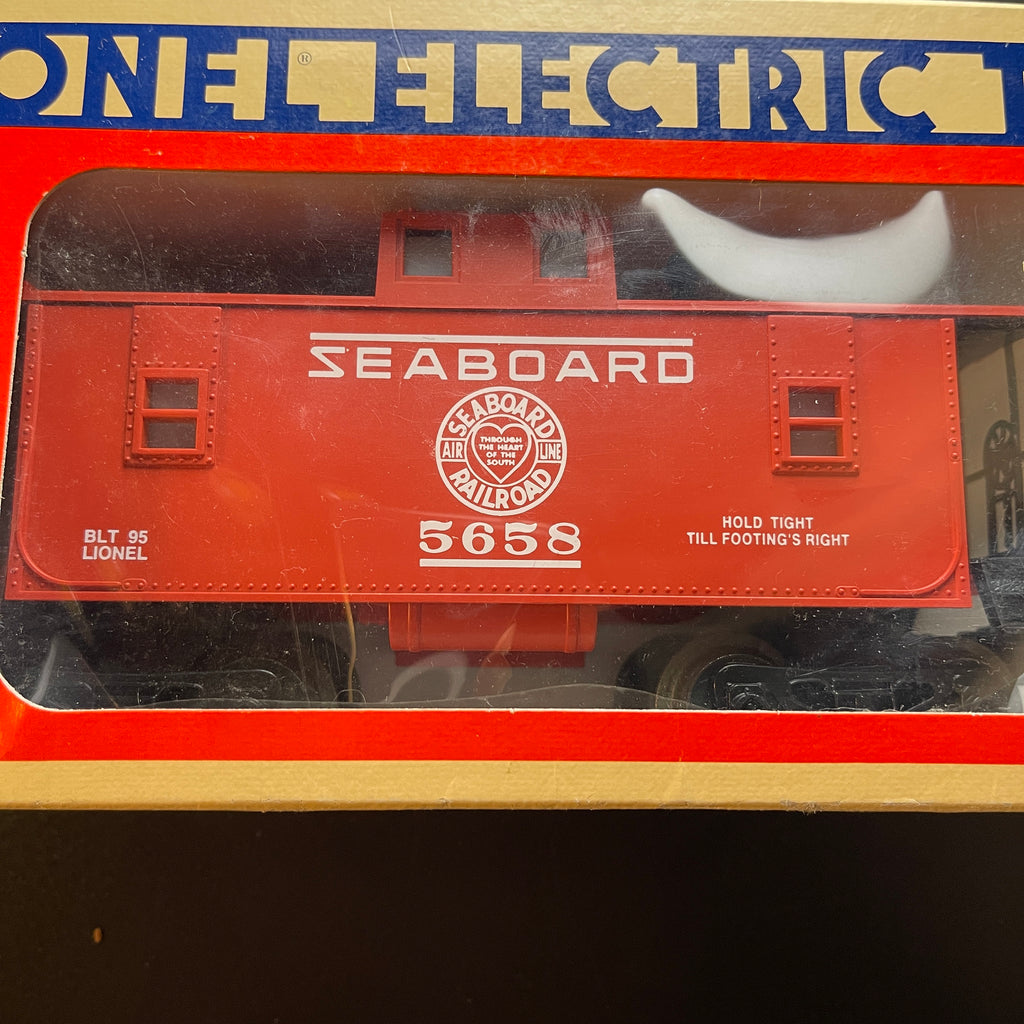 ONEL ELECTRIC T
SEABOARD
SEABOARD
AIR LINE
THROUGH
THE HEART
OF THE
SOUTH
RAILROAD
5658
BLT 95
LIONEL
HOLD TIGHT
TILL FOOTING'S RIGHT